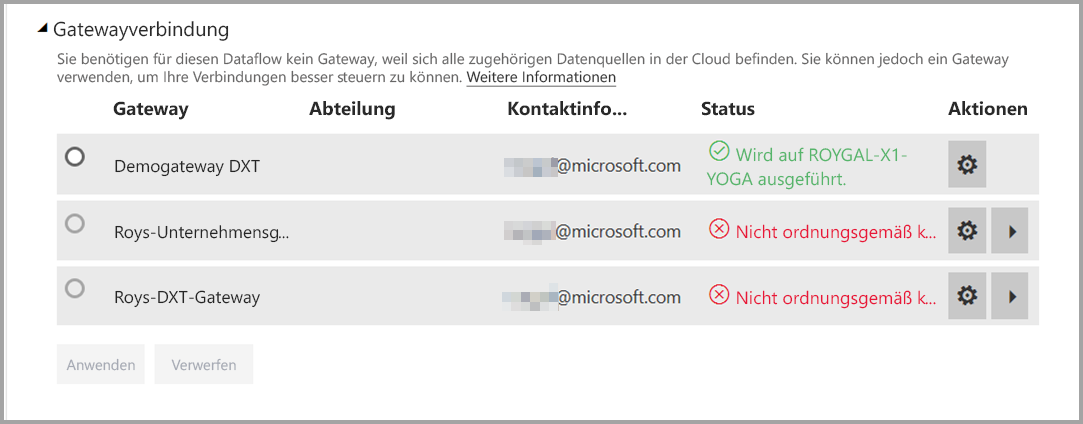 Gatewayverbindung
Sie benötigen für diesen Dataflow kein Gateway, weil sich alle zugehörigen Datenquellen in der Cloud befinden. Sie können jedoch ein Gateway
verwenden, um Ihre Verbindungen besser steuern zu können. Weitere Informationen
Gateway Abteilung Kontaktinfo... Status Aktionen
Demogateway DXT @microsoft.com Wird auf ROYGAL-X1-
YOGA ausgeführt.
Roys-Unternehmensg... @microsoft.com Nicht ordnungsgemäß k...
Roys-DXT-Gateway @microsoft.com Nicht ordnungsgemäß k...
Anwenden Verwerfen